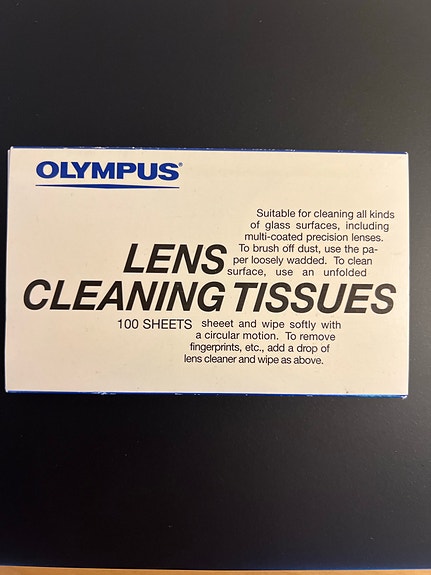 OLYMPUS®
Suitable for cleaning all kinds
of glass surfaces, including
multi-coated precision lenses.
To brush off dust, use the pa-
per loosely wadded. To clean
surface, use an unfolded
LENS
CLEANING TISSUES
100 SHEETS
sheeet and wipe softly with
a circular motion. To remove
fingerprints, etc., add a drop of
lens cleaner and wipe as above.